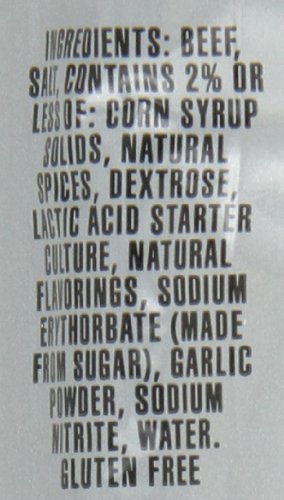 INGREDIENTS: BEEF,
SALT, CONTAINS 2% OR
LESS OF: CORN SYRUP
SOLIDS, NATURAL
SPICES, DEXTROSE,
LACTIC ACID STARTER
CULTURE, NATURAL
FLAVORINGS, SODIUM
ERYTHORBATE (MADE
FROM SUGAR), GARLIC
POWDER, SODIUM
NITRITE, WATER.
GLUTEN FREE